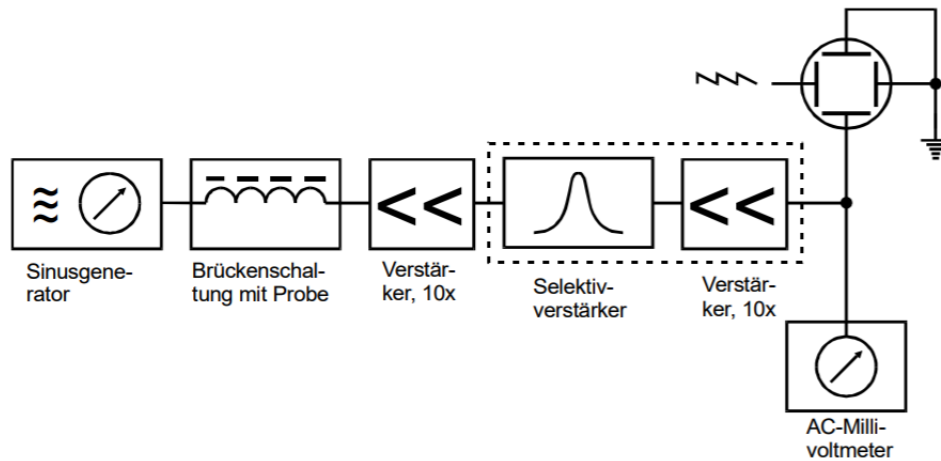 Sinusgene-
rator
Brückenschal-
tung mit Probe
Verstär-
ker, 10x
Selektiv-
verstärker
Verstär-
ker, 10x
AC-Milli-
voltmeter